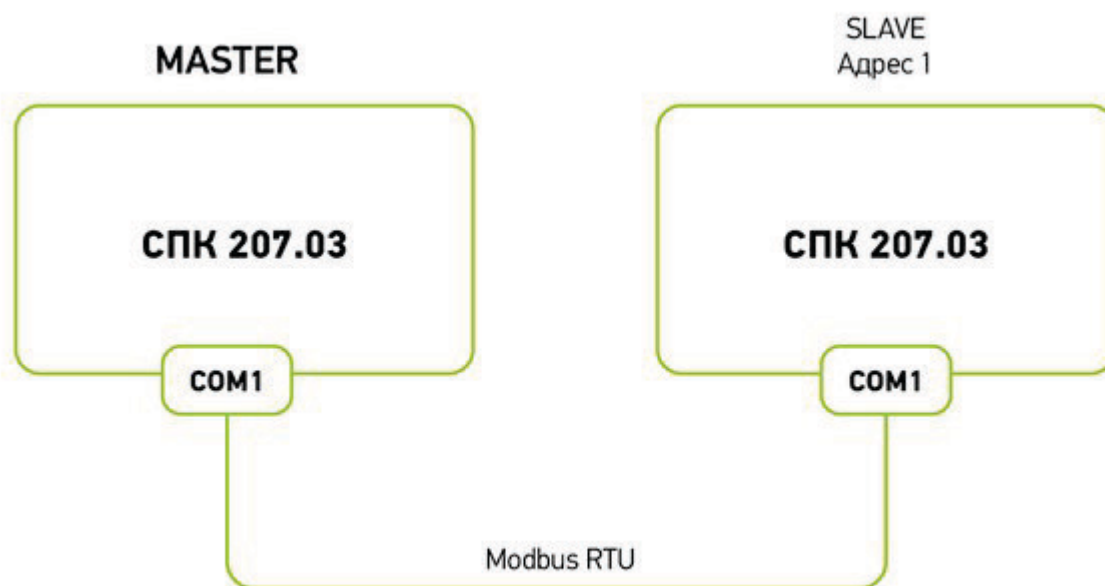 MASTER
SLAVE
Адрес 1
СПК 207.03
СПК 207.03
COM1
COM1
Modbus RTU